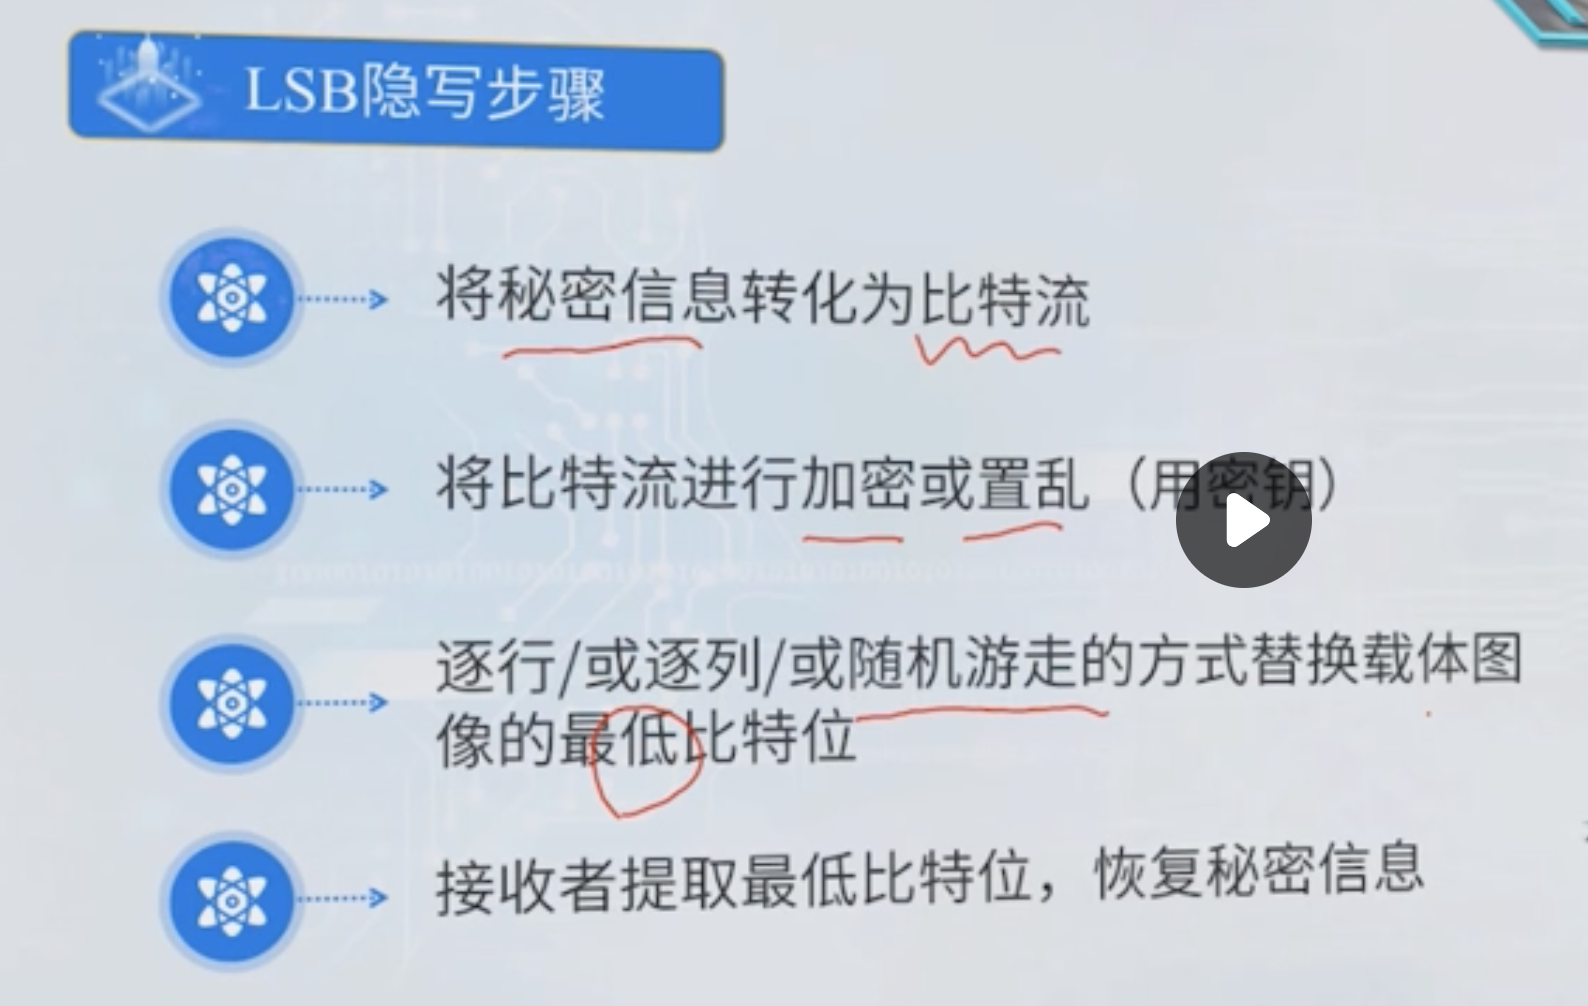 LSB隐写步骤
将秘密信息转化为比特流
将比特流进行加密或置乱（用密钥）
逐行/或逐列/或随机游走的方式替换载体图
像的最低比特位
接收者提取最低比特位，恢复秘密信息